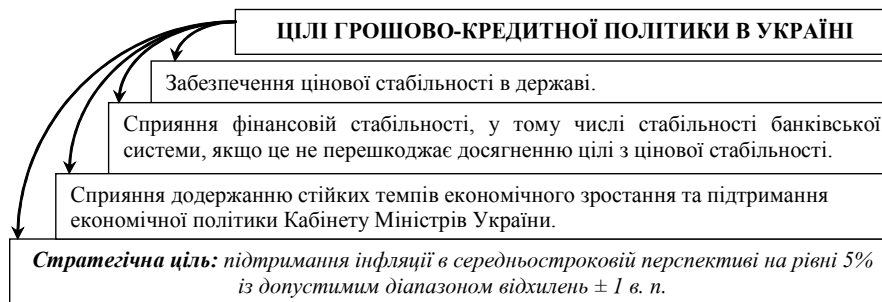 ЦІЛІ ГРОШОВО-КРЕДИТНОЇ ПОЛІТИКИ В УКРАЇНІ
Забезпечення цінової стабільності в державі.
Сприяння фінансовій стабільності, у тому числі стабільності банківської
системи, якщо це не перешкоджає досягненню цілі з цінової стабільності.
Сприяння додержанню стійких темпів економічного зростання та підтримання
економічної політики Кабінету Міністрів України.
Стратегічна ціль: підтримання інфляції в середньостроковій перспективі на рівні 5%
із допустимим діапазоном відхилень ± 1 в. п.